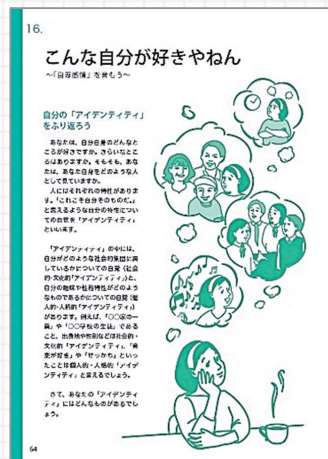 16.
こんな自分が好きやねん
～「自尊感情」を育もう～
自分の「アイデンティティ」
をふり返ろう
あなたは、自分自身のどんなと
ころが好きですか。きらいなとこ
ろはありますか。そもそも、あな
たは、あなた自身をどのような人
として見ていますか。
人にはそれぞれの特性がありま
す。「これこそ自分そのものだ。」
と言えるような自分の特性につい
ての自覚を「アイデンティティ」
といいます。
「アイデンティティ」の中には、
自分がどのような社会的集団に属
しているかについての自覚（社会
的・文化的「アイデンティティ」）と、
自分の趣味や性格特性がどのよう
なものであるかについての自覚（個
人的・人格的「アイデンティティ」）
があります。例えば、「〇〇家の一
員」や「〇〇学校の生徒」である
こと、出身地や性別などは社会的・
文化的「アイデンティティ」、「音
楽が好き」や「せっかち」といっ
たことは個人的・人格的「アイデ
ンティティ」と言えるでしょう。
さて、あなたの「アイデンティ
ティ」にはどんなものがあるでし
ょう。
64